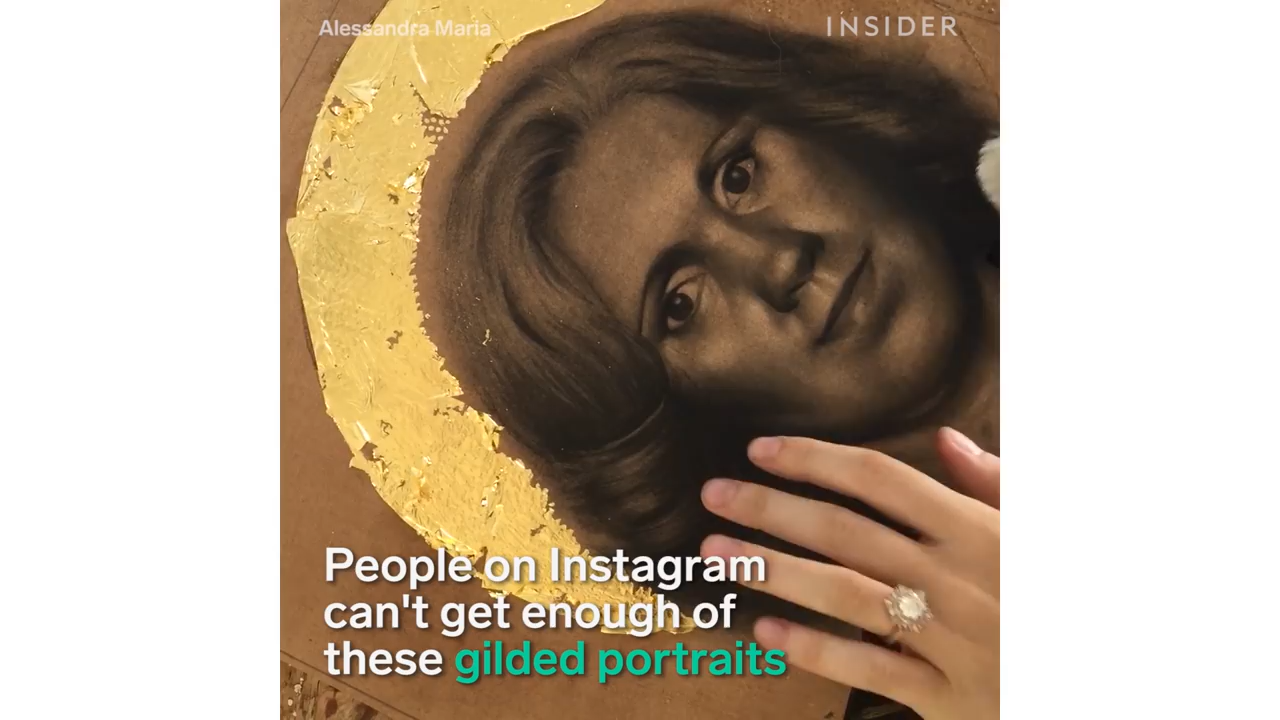 Alessandra Maria
INSIDER
People on Instagram
can't get enough of
these gilded portraits